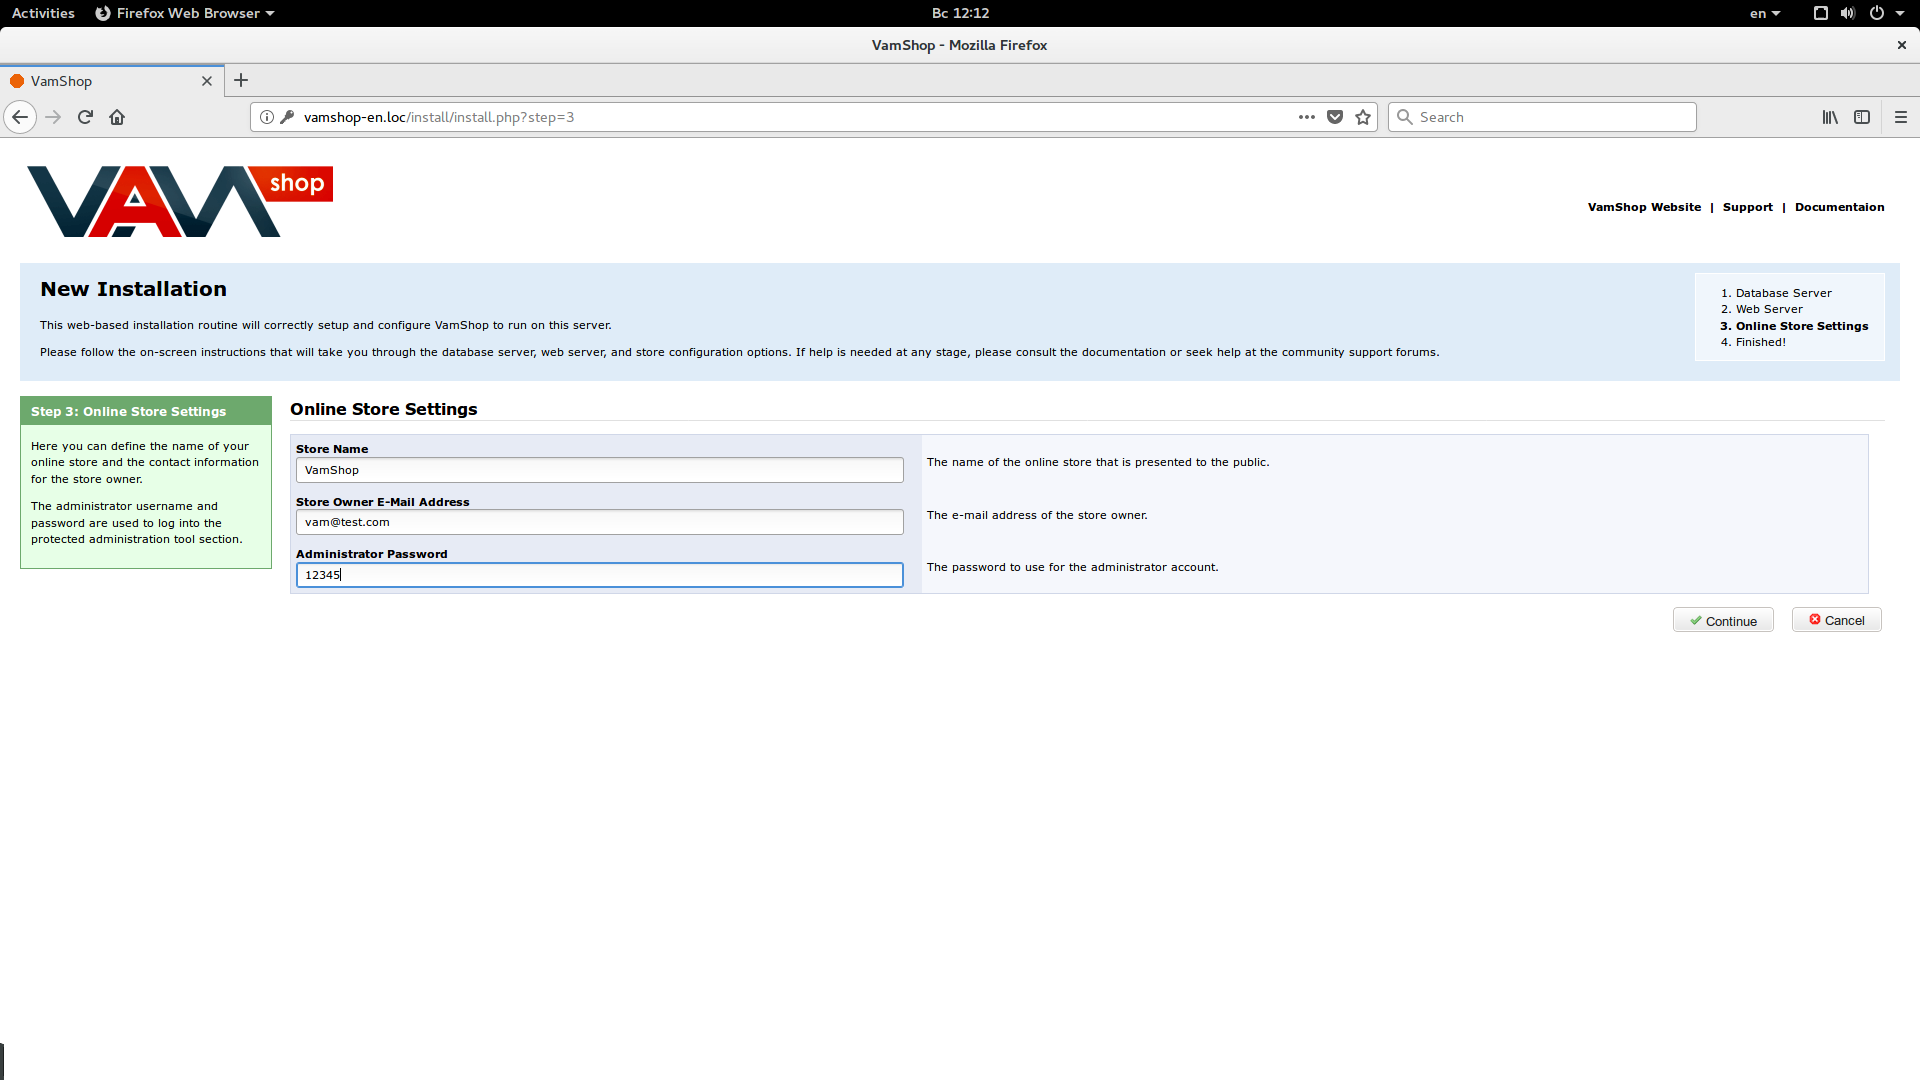 Activities Firefox Web Browser Вс 12:12 en
VamShop - Mozilla Firefox
VamShop
vamshop-en.loc/install/install.php?step=3 Search
VAM shop
VamShop Website | Support | Documentaion
New Installation
This web-based installation routine will correctly setup and configure VamShop to run on this server.
Please follow the on-screen instructions that will take you through the database server, web server, and store configuration options. If help is needed at any stage, please consult the documentation or seek help at the community support forums.
1. Database Server
2. Web Server
3. Online Store Settings
4. Finished!
Step 3: Online Store Settings
Here you can define the name of your
online store and the contact information
for the store owner.
The administrator username and
password are used to log into the
protected administration tool section.
Online Store Settings
Store Name
VamShop
The name of the online store that is presented to the public.
Store Owner E-Mail Address
vam@test.com
The e-mail address of the store owner.
Administrator Password
12345
The password to use for the administrator account.
Continue Cancel